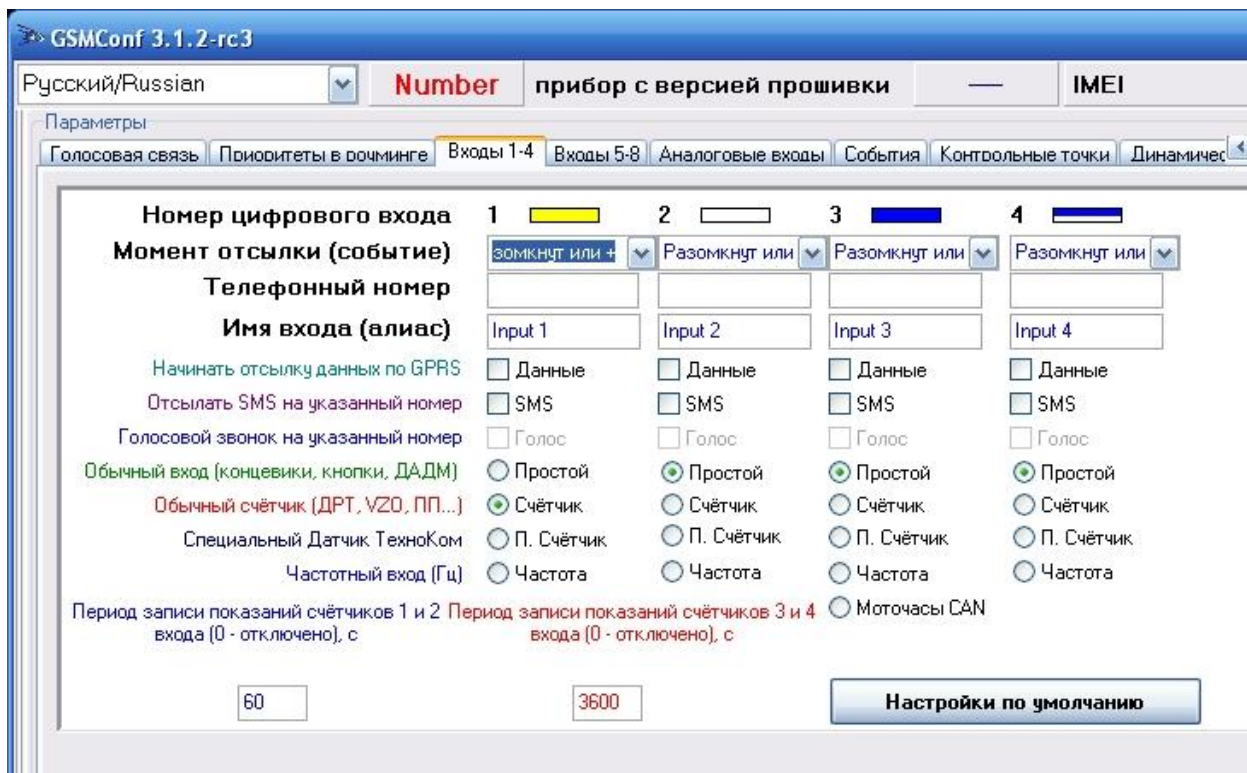 GSMConf 3.1.2-rc3
Русский/Russian Number прибор с версией прошивки — IMEI
Параметры
Голосовая связь Приоритеты в роуминге Входы 1-4 Входы 5-8 Аналоговые входы События Контрольные точки Динамичес
Номер цифрового входа 1 2 3 4
Момент отсылки (событие) зомкнут или + Разомкнут или Разомкнут или Разомкнут или
Телефонный номер
Имя входа (алиас) Input 1 Input 2 Input 3 Input 4
Начинать отсылку данных по GPRS Данные Данные Данные Данные
Отсылать SMS на указанный номер SMS SMS SMS SMS
Голосовой звонок на указанный номер Голос Голос Голос Голос
Обычный вход (концевики, кнопки, ДАДМ) Простой Простой Простой Простой
Обычный счётчик (ДРТ, VZO, ПП...) Счётчик Счётчик Счётчик Счётчик
Специальный Датчик ТехноКом П. Счётчик П. Счётчик П. Счётчик П. Счётчик
Частотный вход (Гц) Частота Частота Частота Частота
Период записи показаний счётчиков 1 и 2 Период записи показаний счётчиков 3 и 4 Моточасы CAN
входа (0 - отключено), с входа (0 - отключено), с
60 3600 Настройки по умолчанию